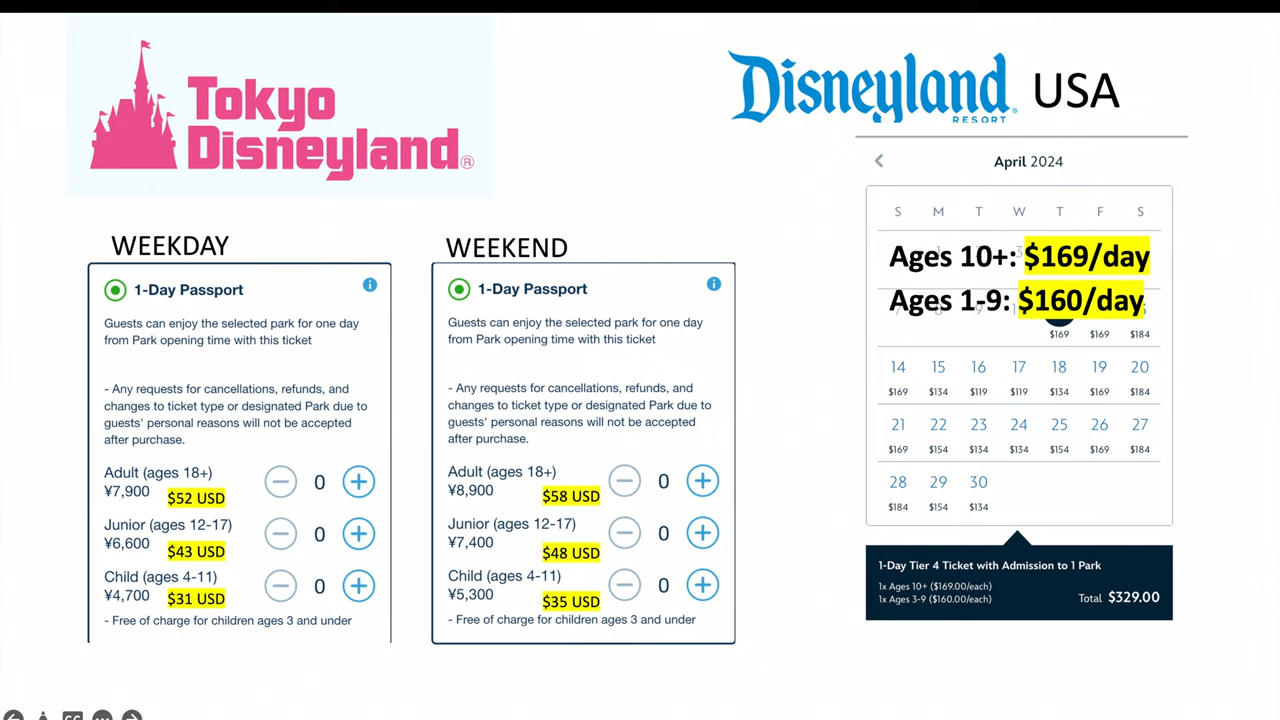 Tokyo
Disneyland®
Disneyland USA
RESORT
WEEKDAY
1-Day Passport
Guests can enjoy the selected park for one day
from Park opening time with this ticket
- Any requests for cancellations, refunds, and
changes to ticket type or designated Park due to
guests' personal reasons will not be accepted
after purchase.
Adult (ages 18+)
¥7,900 $52 USD
0
Junior (ages 12-17)
¥6,600 $43 USD
0
Child (ages 4-11)
¥4,700 $31 USD
0
- Free of charge for children ages 3 and under
WEEKEND
1-Day Passport
Guests can enjoy the selected park for one day
from Park opening time with this ticket
- Any requests for cancellations, refunds, and
changes to ticket type or designated Park due to
guests' personal reasons will not be accepted
after purchase.
Adult (ages 18+)
¥8,900 $58 USD
0
Junior (ages 12-17)
¥7,400 $48 USD
0
Child (ages 4-11)
¥5,300 $35 USD
0
- Free of charge for children ages 3 and under
April 2024
S M T W T F S
Ages 10+: $169/day
Ages 1-9: $160/day
$169 $169 $184
14 15 16 17 18 19 20
$169 $134 $119 $119 $134 $169 $184
21 22 23 24 25 26 27
$169 $154 $134 $134 $154 $169 $184
28 29 30
$184 $154 $134
1-Day Tier 4 Ticket with Admission to 1 Park
1x Ages 10+ ($169.00/each)
1x Ages 3-9 ($160.00/each)
Total $329.00